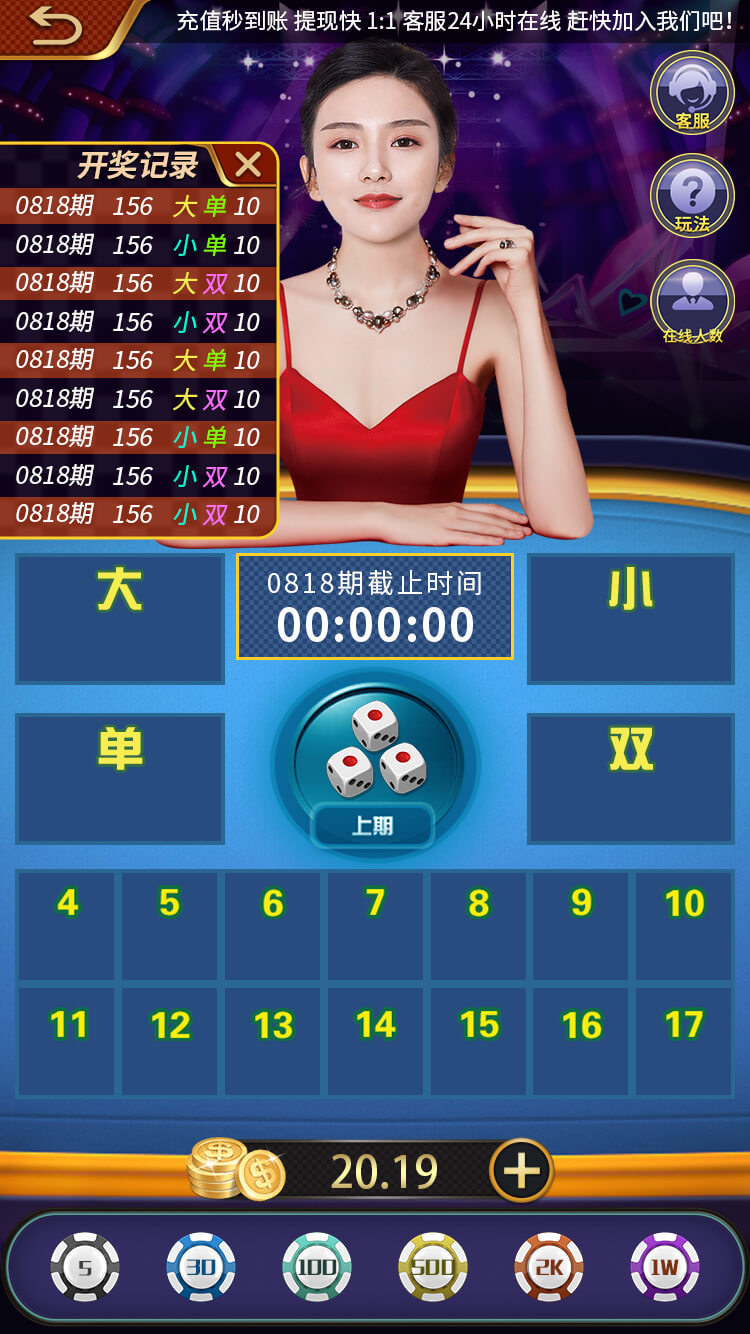 充值秒到账 提现快 1:1 客服24小时在线 赶快加入我们吧！
客服
开奖记录
0818期 156 大 单 10
0818期 156 小 单 10
0818期 156 大 双 10
0818期 156 小 双 10
0818期 156 大 单 10
0818期 156 大 双 10
0818期 156 小 单 10
0818期 156 小 双 10
0818期 156 小 双 10
?
玩法
在线人数
大
0818期截止时间
00:00:00
小
单
双
上期
4 5 6 7 8 9 10
11 12 13 14 15 16 17
$ $ 20.19 +
5 30 100 500 2K 1W